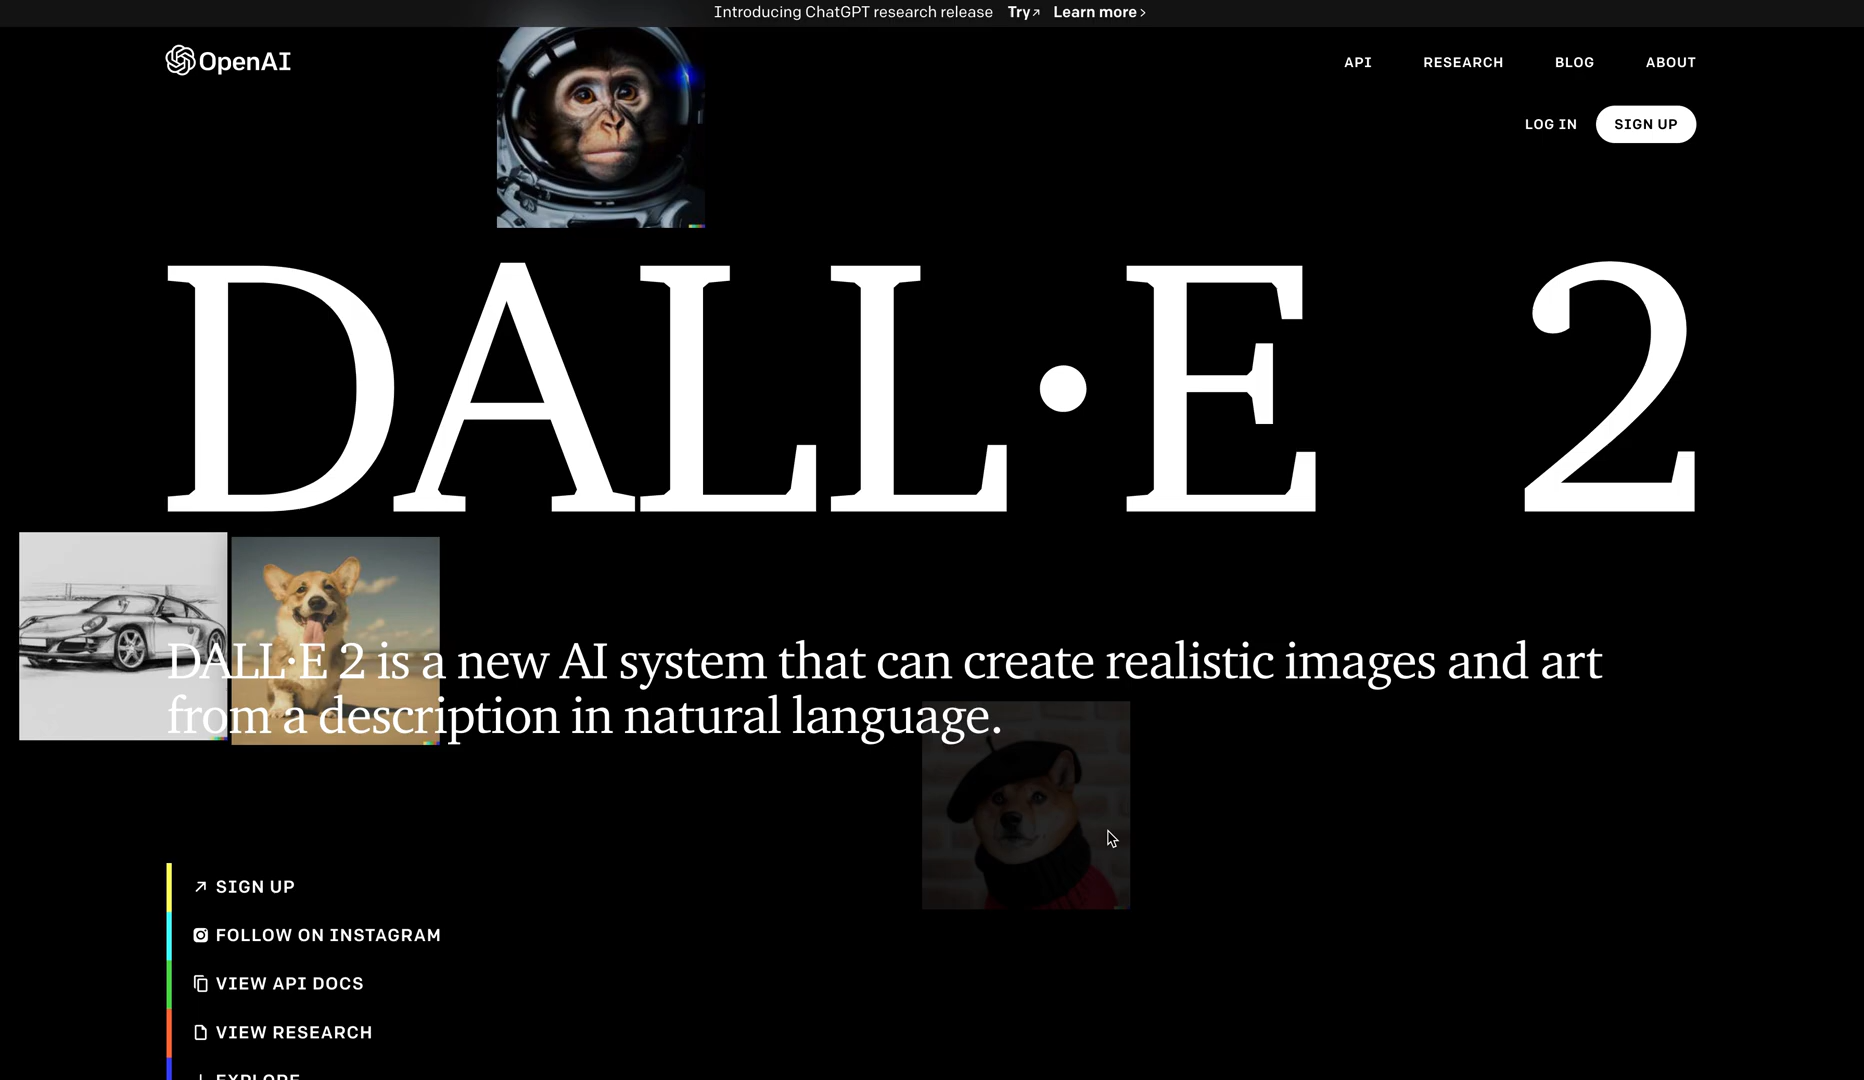 Introducing ChatGPT research release Try↗ Learn more ›
OpenAI
API RESEARCH BLOG ABOUT
LOG IN SIGN UP
DALL·E 2
DALL·E 2 is a new AI system that can create realistic images and art
from a description in natural language.
SIGN UP
FOLLOW ON INSTAGRAM
VIEW API DOCS
VIEW RESEARCH
EXPLORE